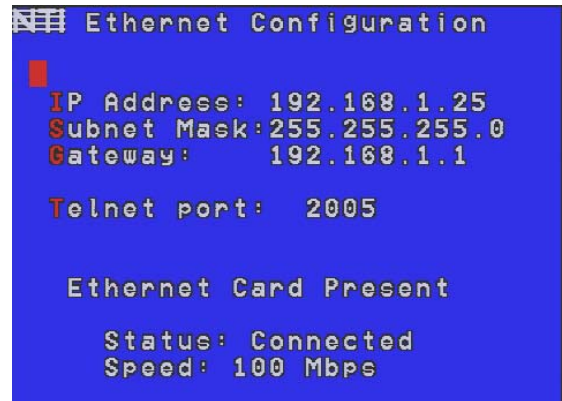 NTI Ethernet Configuration
IP Address: 192.168.1.25
Subnet Mask:255.255.255.0
Gateway: 192.168.1.1
Telnet port: 2005
Ethernet Card Present
Status: Connected
Speed: 100 Mbps